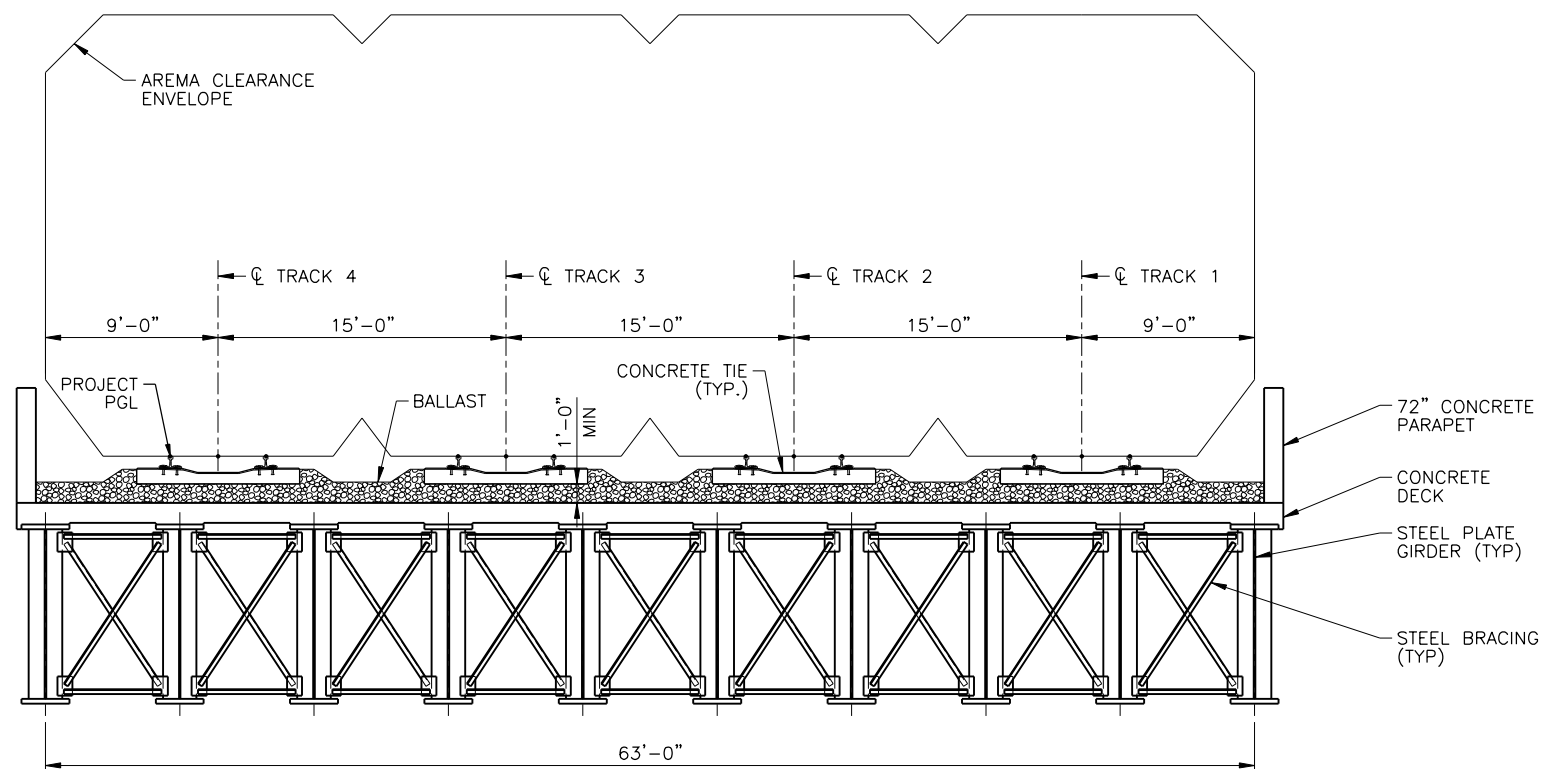 AREMA CLEARANCE
ENVELOPE
℄ TRACK 4
℄ TRACK 3
℄ TRACK 2
℄ TRACK 1
9'-0"
15'-0"
15'-0"
15'-0"
9'-0"
PROJECT
PGL
BALLAST
1'-0"
MIN
CONCRETE TIE
(TYP.)
72" CONCRETE
PARAPET
CONCRETE
DECK
STEEL PLATE
GIRDER (TYP)
STEEL BRACING
(TYP)
63'-0"